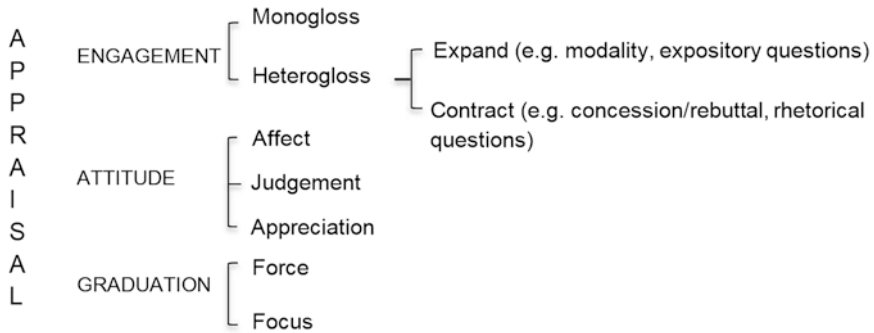 APPRAISAL
ENGAGEMENT
Monogloss
Heterogloss
Expand (e.g. modality, expository questions)
Contract (e.g. concession/rebuttal, rhetorical
questions)
ATTITUDE
Affect
Judgement
Appreciation
GRADUATION
Force
Focus